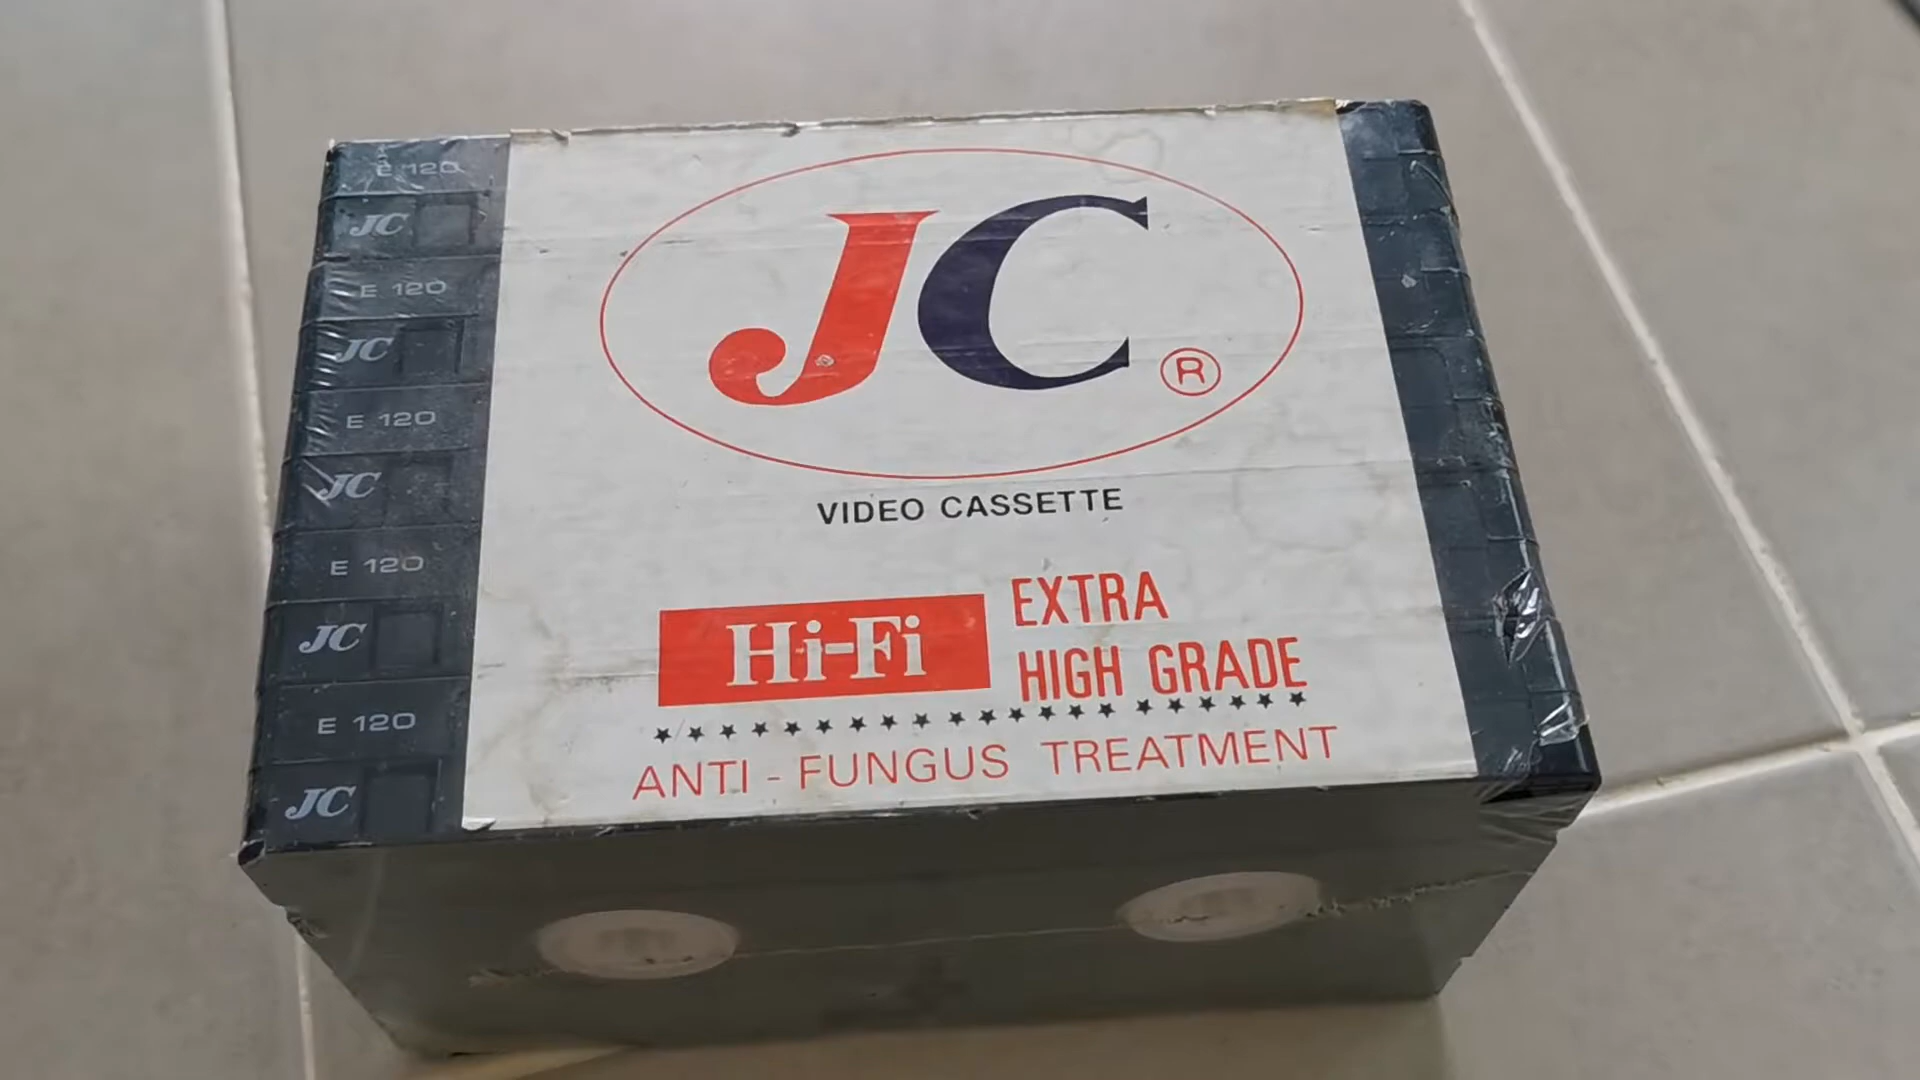 E 120
JC
E 120
JC
E 120
JC
E 120
JC
E 120
JC
JC ®
VIDEO CASSETTE
Hi-Fi EXTRA
HIGH GRADE
ANTI - FUNGUS TREATMENT